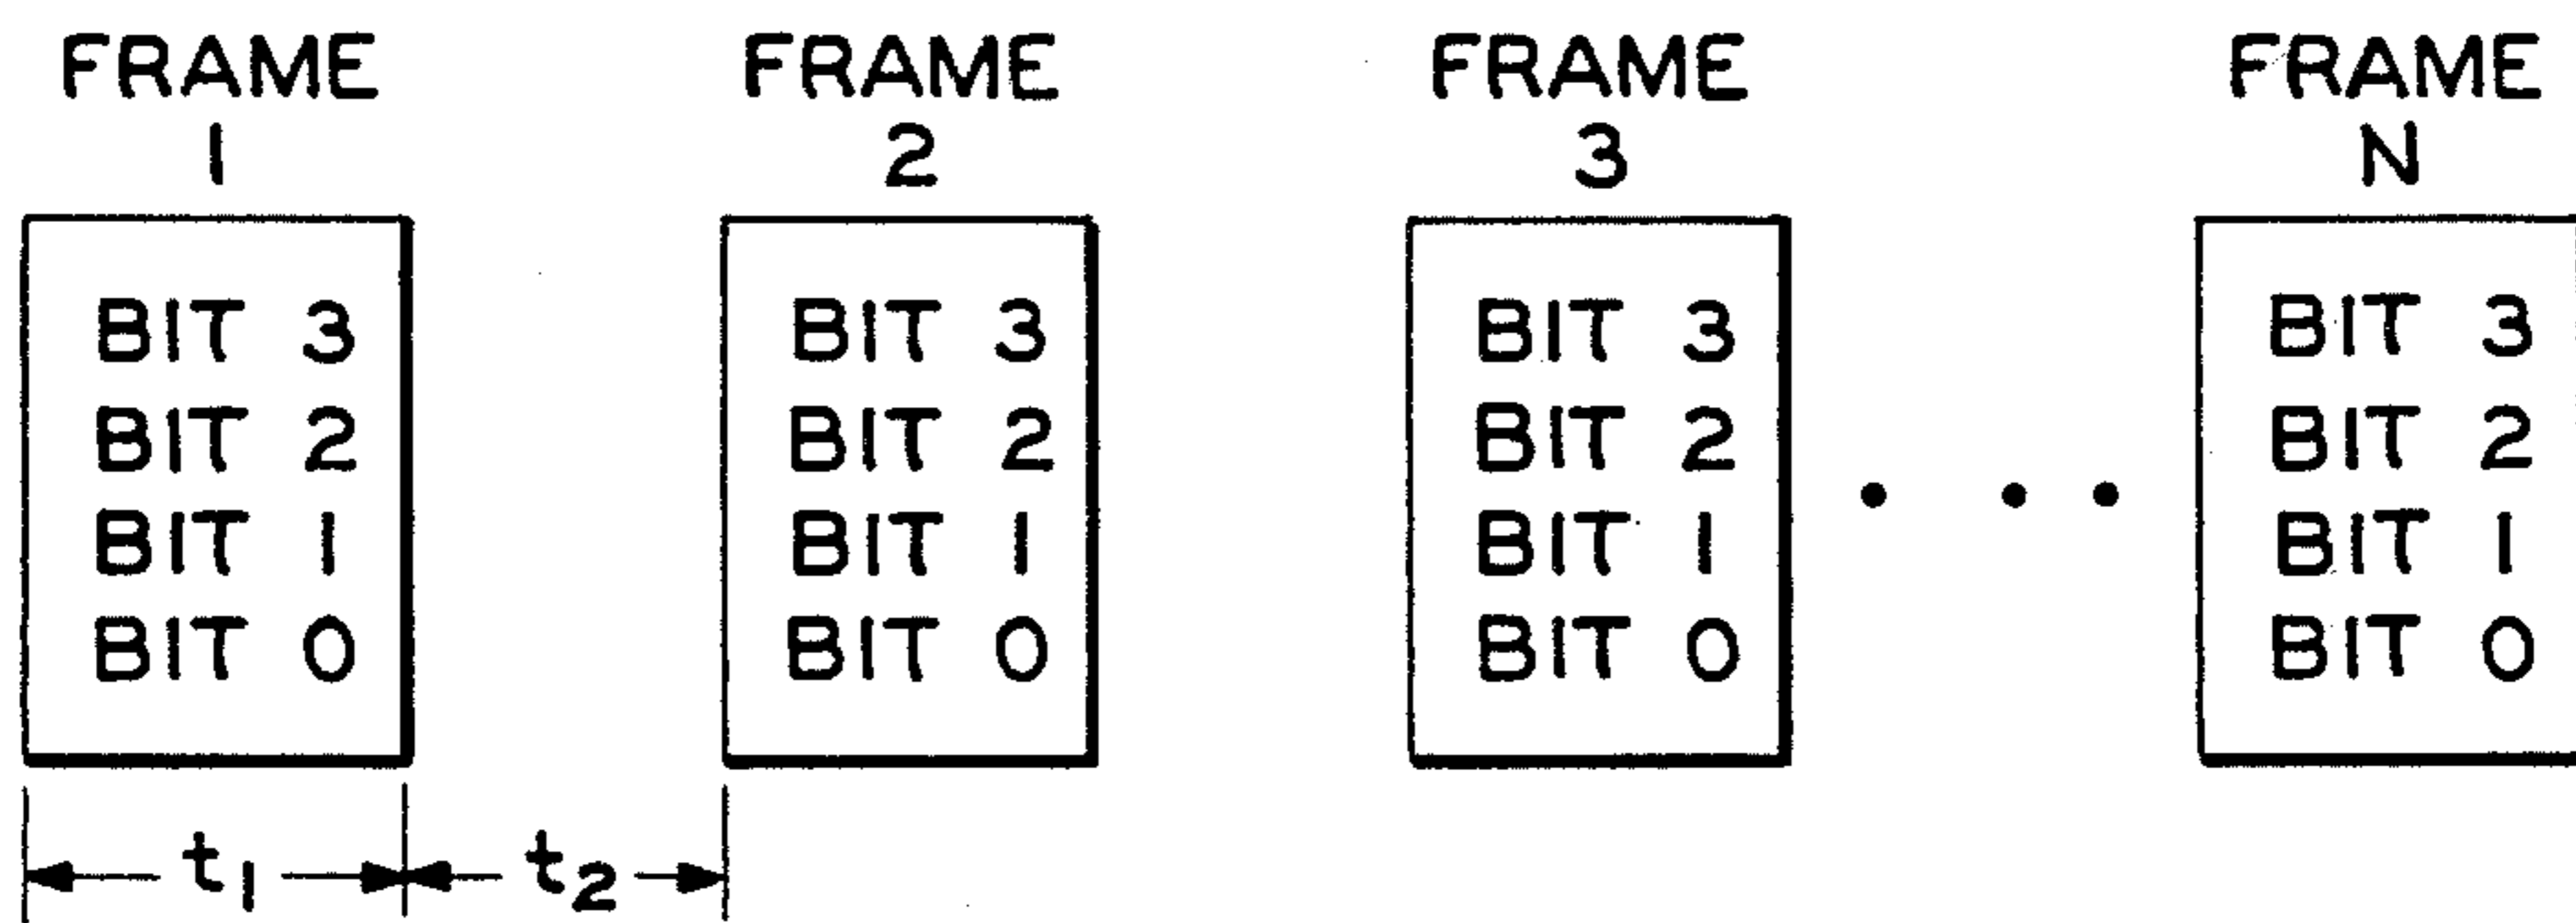 FRAME FRAME FRAME FRAME
1 2 3 N
BIT 3 BIT 3 BIT 3 BIT 3
BIT 2 BIT 2 BIT 2 BIT 2
BIT 1 BIT 1 BIT 1 BIT 1
BIT 0 BIT 0 BIT 0 BIT 0
t1 t2